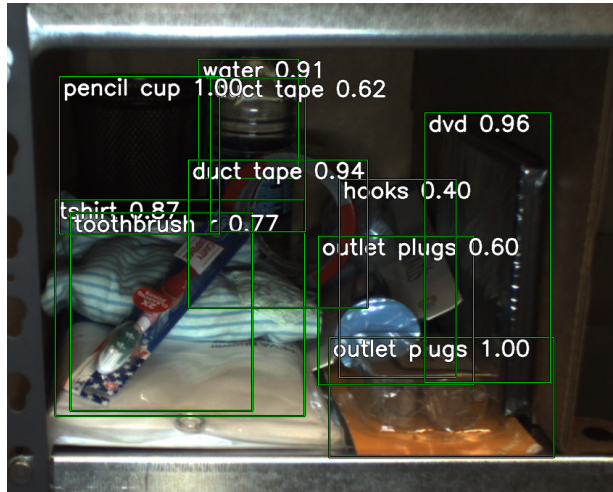 water 0.91
pencil cup 1.00
duct tape 0.62
duct tape 0.94
hooks 0.40
dvd 0.96
tshirt 0.87
toothbrush r 0.77
outlet plugs 0.60
outlet plugs 1.00